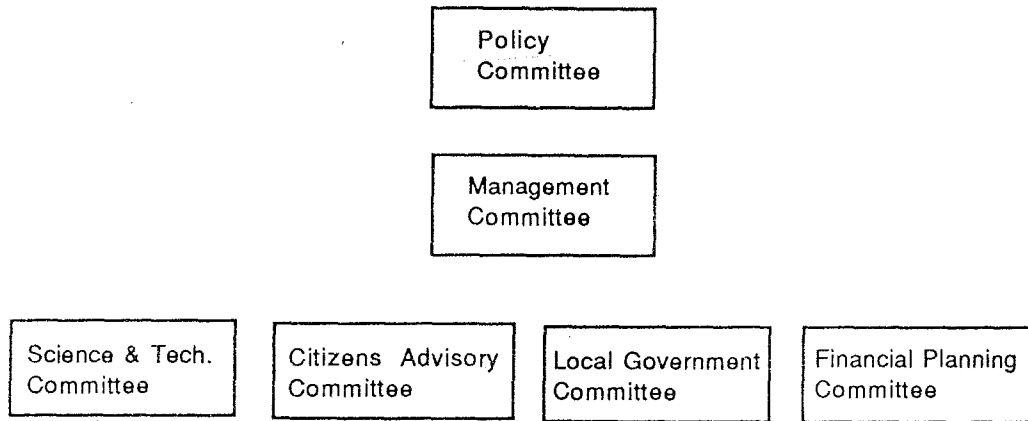 Policy
Committee
Management
Committee
Science & Tech.
Committee
Citizens Advisory
Committee
Local Government
Committee
Financial Planning
Committee